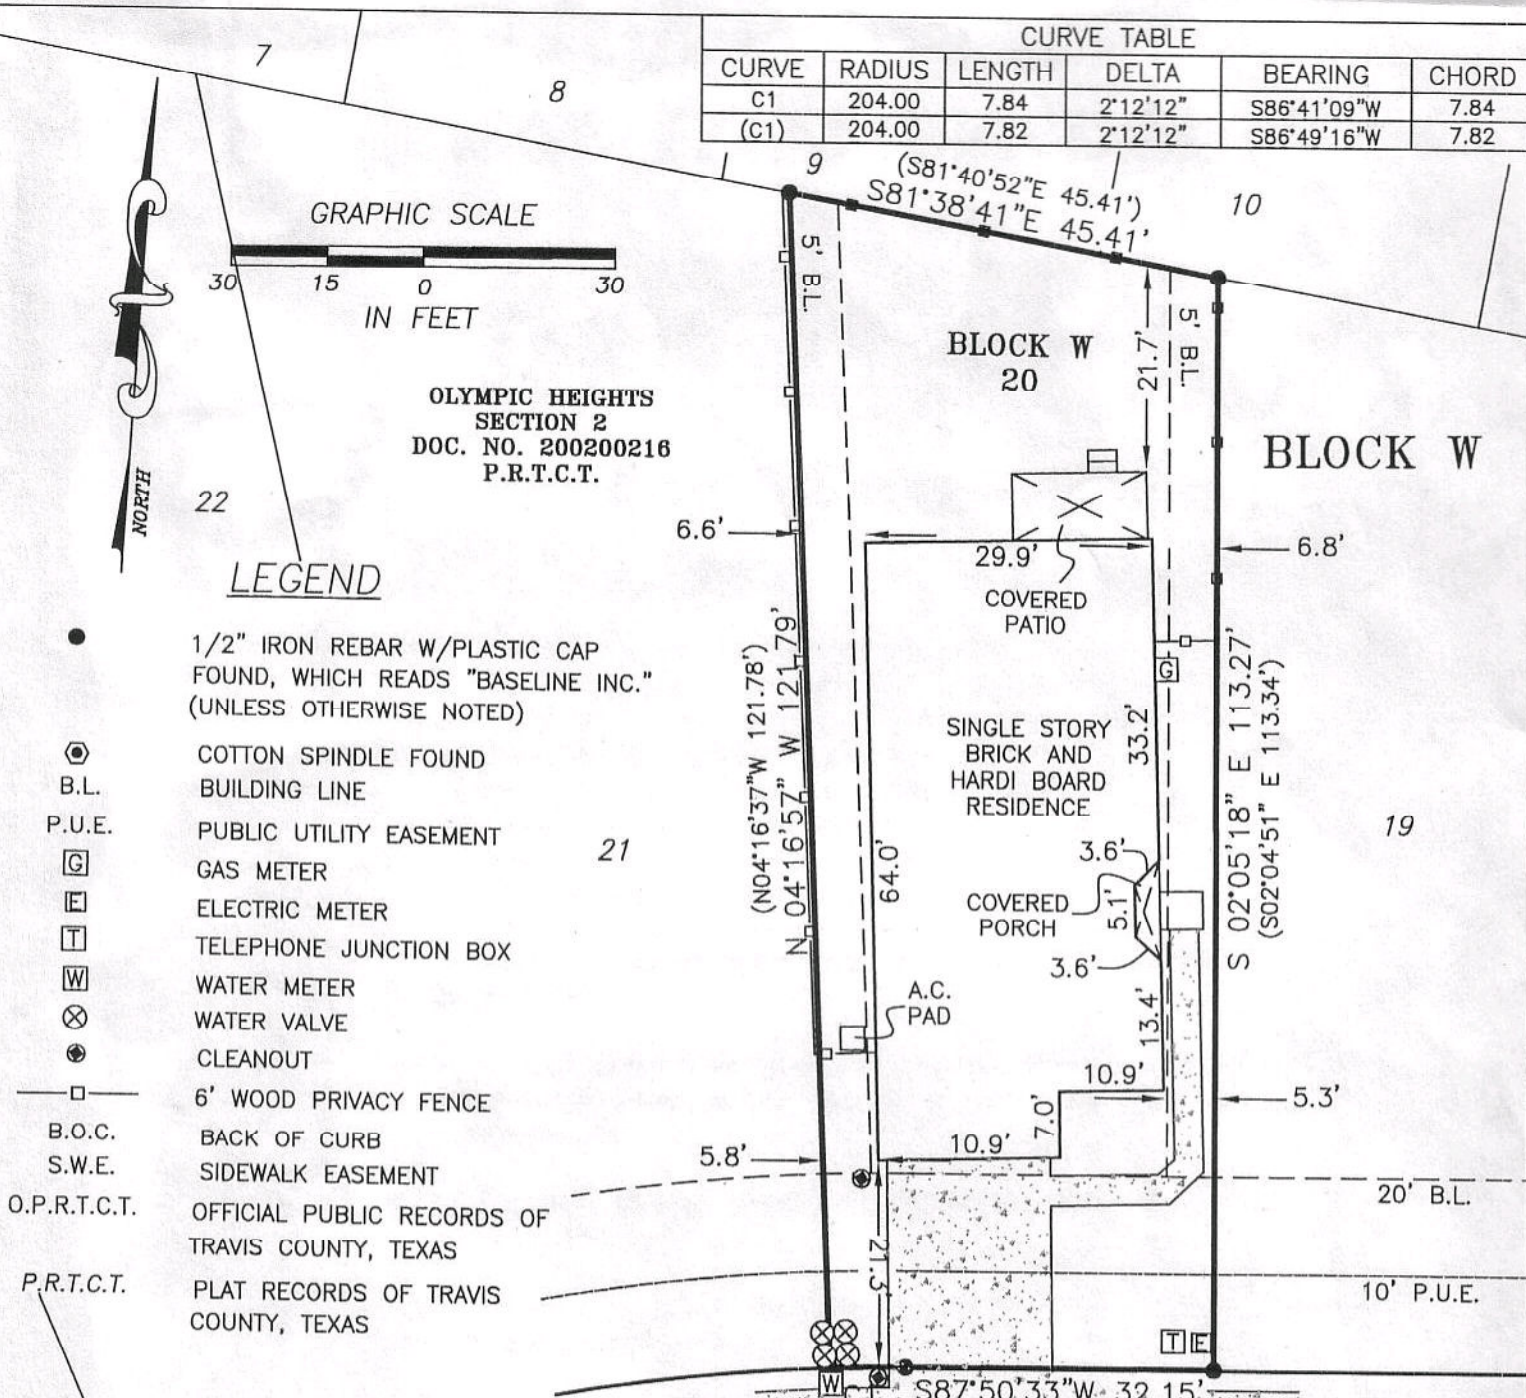 CURVE TABLE
CURVE RADIUS LENGTH DELTA BEARING CHORD
C1 204.00 7.84 2°12'12" S86°41'09"W 7.84
(C1) 204.00 7.82 2°12'12" S86°49'16"W 7.82
7
8
9
10
(S81°40'52"E 45.41')
S81°38'41"E 45.41'
GRAPHIC SCALE
30 15 0 30
IN FEET
NORTH
22
OLYMPIC HEIGHTS
SECTION 2
DOC. NO. 200200216
P.R.T.C.T.
5' B.L.
BLOCK W
20
21.7'
5' B.L.
BLOCK W
6.6'
29.9'
6.8'
COVERED
PATIO
G
LEGEND
1/2" IRON REBAR W/PLASTIC CAP
FOUND, WHICH READS "BASELINE INC."
(UNLESS OTHERWISE NOTED)
COTTON SPINDLE FOUND
B.L. BUILDING LINE
P.U.E. PUBLIC UTILITY EASEMENT
G GAS METER
E ELECTRIC METER
T TELEPHONE JUNCTION BOX
W WATER METER
WATER VALVE
CLEANOUT
6' WOOD PRIVACY FENCE
B.O.C. BACK OF CURB
S.W.E. SIDEWALK EASEMENT
O.P.R.T.C.T. OFFICIAL PUBLIC RECORDS OF
TRAVIS COUNTY, TEXAS
P.R.T.C.T. PLAT RECORDS OF TRAVIS
COUNTY, TEXAS
21
(N04°16'37"W 121.78')
N 04°16'57" W 121.79'
64.0'
SINGLE STORY
BRICK AND
HARDI BOARD
RESIDENCE
33.2'
S 02°05'18" E 113.27'
(S02°04'51" E 113.34')
19
3.6'
COVERED
PORCH
5.1'
3.6'
A.C.
PAD
13.4'
10.9'
7.0'
5.3'
5.8'
10.9'
20' B.L.
21.3'
10' P.U.E.
T E
W
C1
S87°50'33"W 32.15'